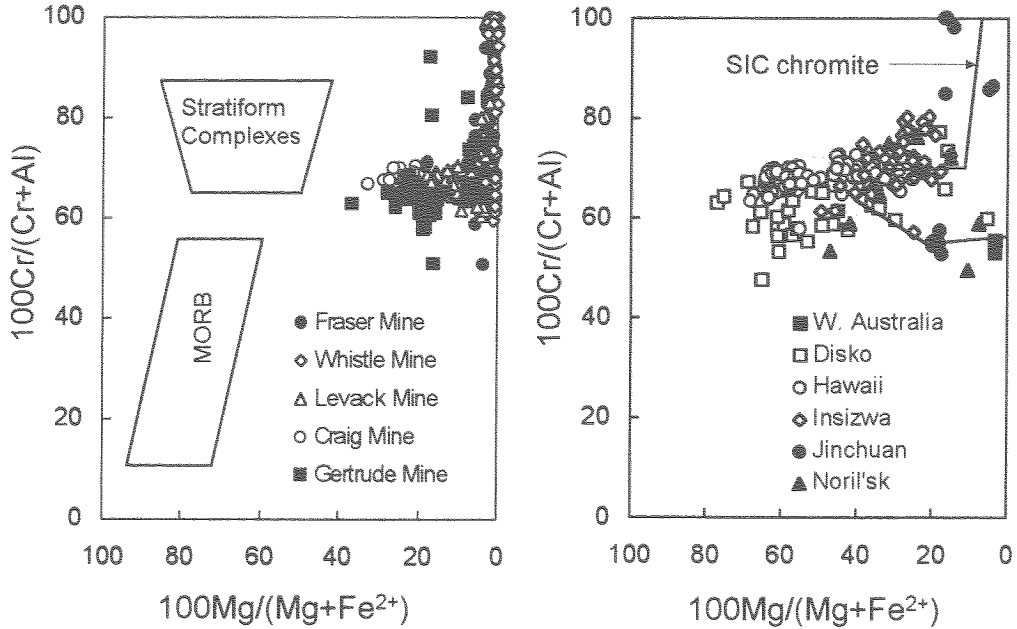 100
80
60
40
20
0
100Cr/(Cr+Al)
Stratiform
Complexes
MORB
Fraser Mine
Whistle Mine
Levack Mine
Craig Mine
Gertrude Mine
100 80 60 40 20 0
100Mg/(Mg+Fe²⁺)
100
80
60
40
20
0
100Cr/(Cr+Al)
SIC chromite
W. Australia
Disko
Hawaii
Insizwa
Jinchuan
Noril'sk
100 80 60 40 20 0
100Mg/(Mg+Fe²⁺)